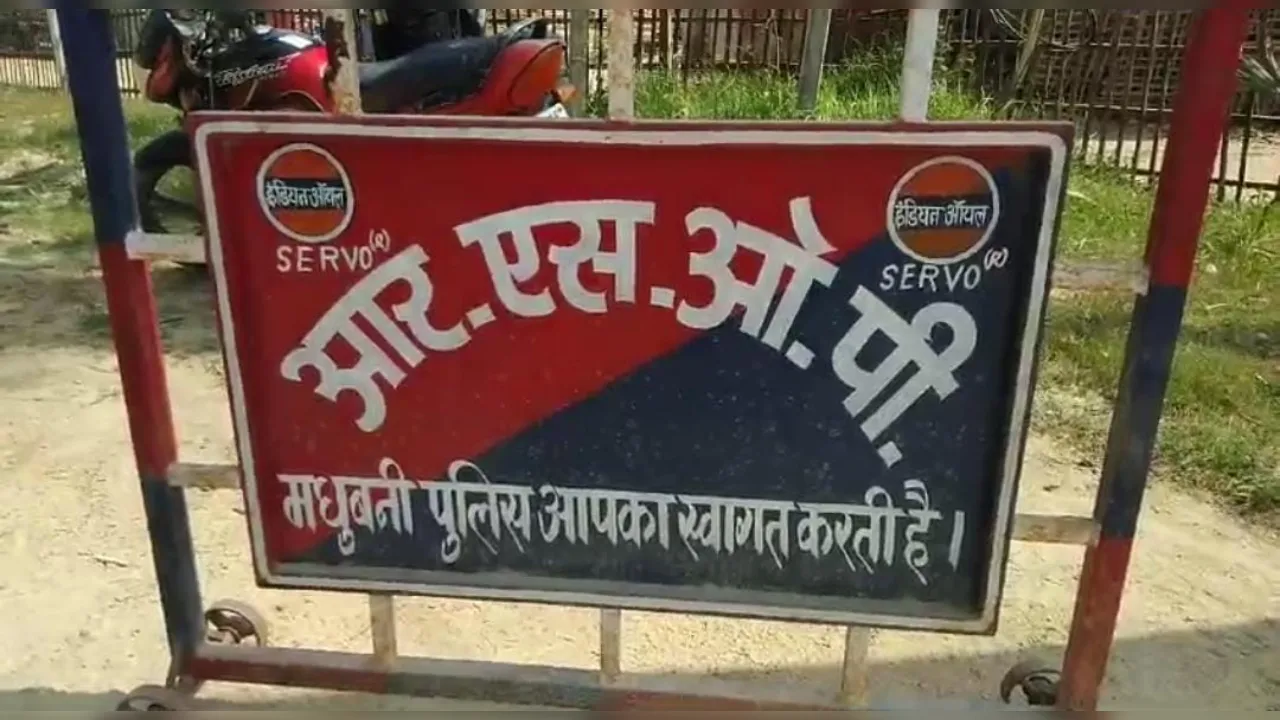 इंडियन ऑयल
SERVO (R)
इंडियन ऑयल
SERVO (R)
आर.एस.ओ.पी.
मधुबनी पुलिस आपका स्वागत करती है।